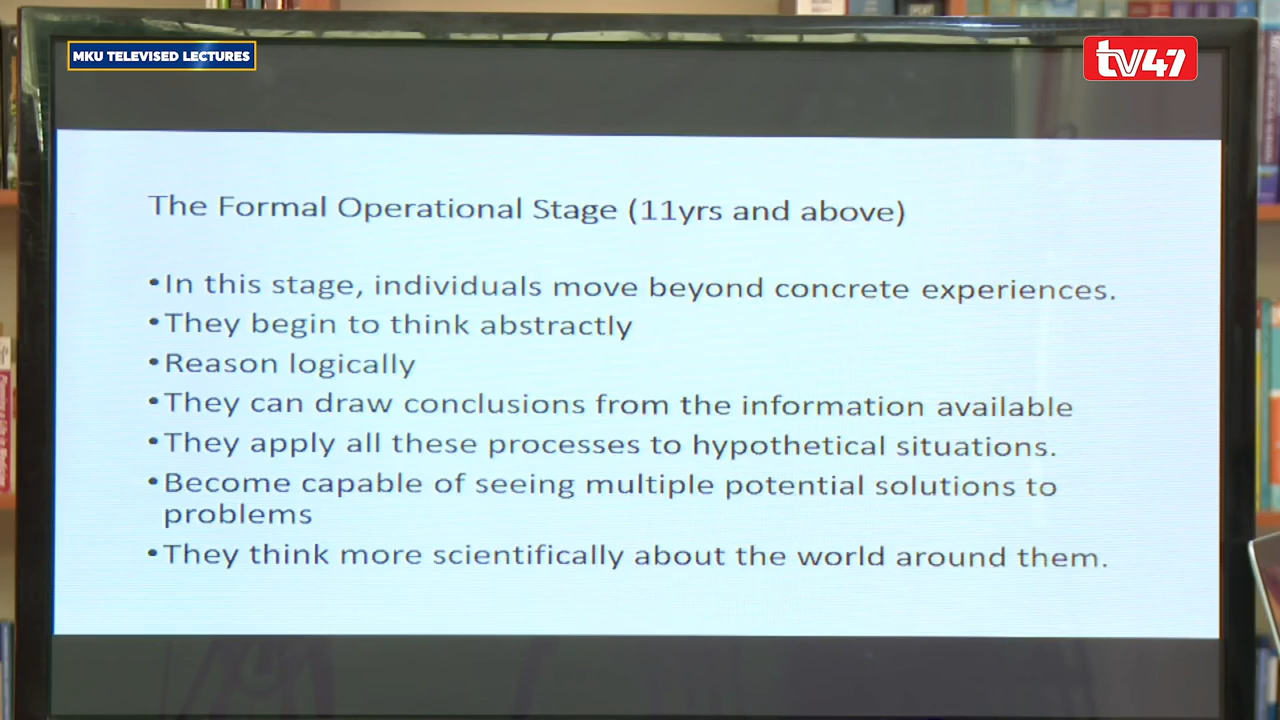 MKU TELEVISED LECTURES
tv47
The Formal Operational Stage (11yrs and above)
•In this stage, individuals move beyond concrete experiences.
•They begin to think abstractly
•Reason logically
•They can draw conclusions from the information available
•They apply all these processes to hypothetical situations.
•Become capable of seeing multiple potential solutions to
problems
•They think more scientifically about the world around them.